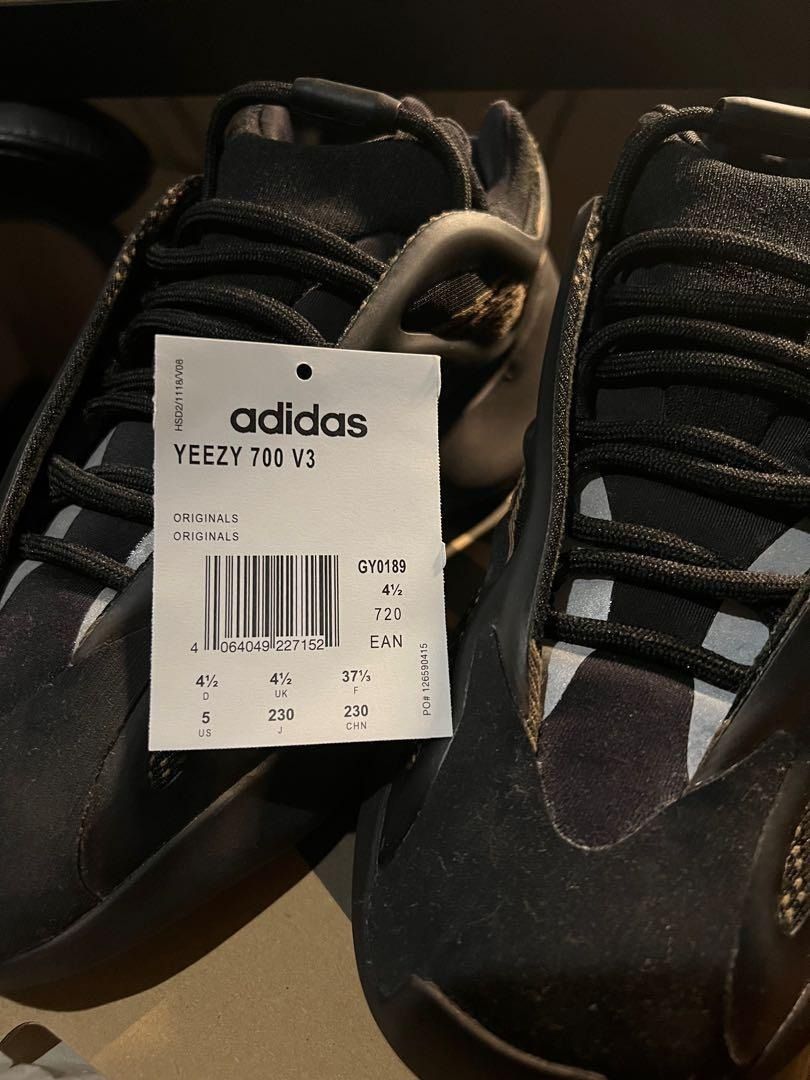 HSD2/1118/V08
adidas
YEEZY 700 V3
ORIGINALS
ORIGINALS
GY0189
4½
720
EAN
4 064049 227152
4½ 4½ 37⅓
D UK F
5 230 230
US J CHN
PO# 126590415